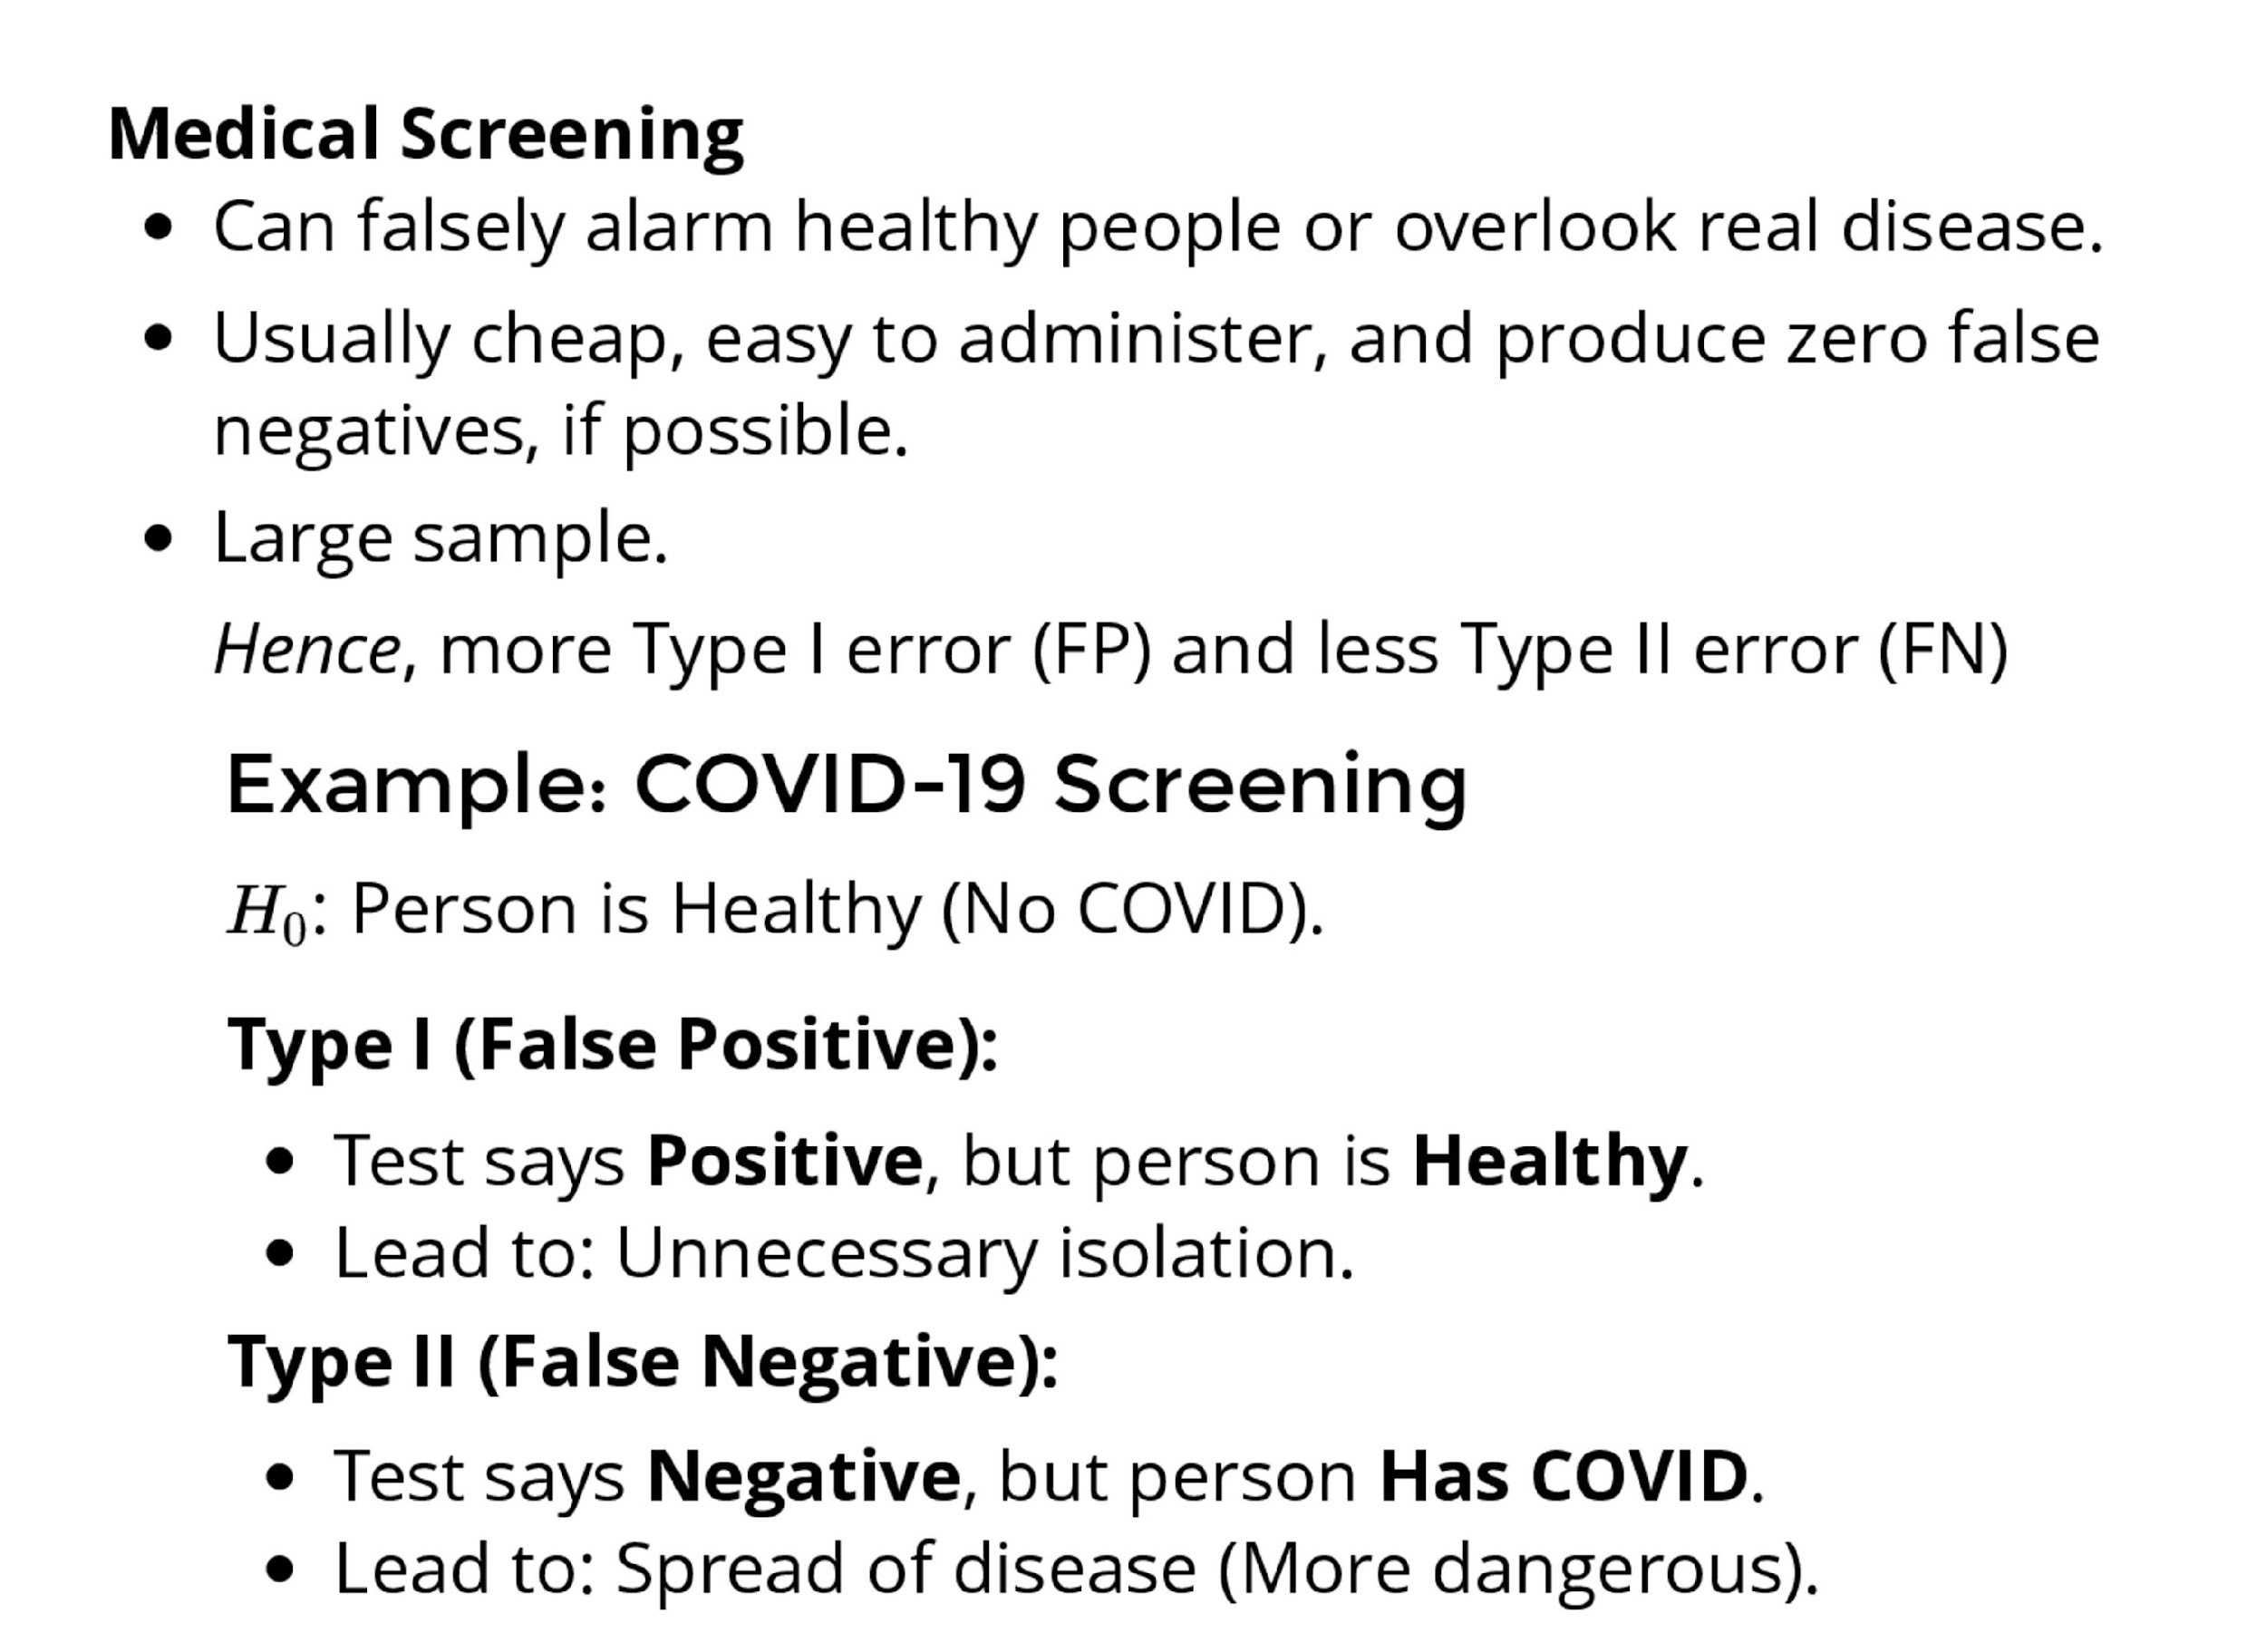 Medical Screening
• Can falsely alarm healthy people or overlook real disease.
• Usually cheap, easy to administer, and produce zero false
negatives, if possible.
• Large sample.
Hence, more Type I error (FP) and less Type II error (FN)
Example: COVID-19 Screening
H₀: Person is Healthy (No COVID).
Type I (False Positive):
• Test says Positive, but person is Healthy.
• Lead to: Unnecessary isolation.
Type II (False Negative):
• Test says Negative, but person Has COVID.
• Lead to: Spread of disease (More dangerous).